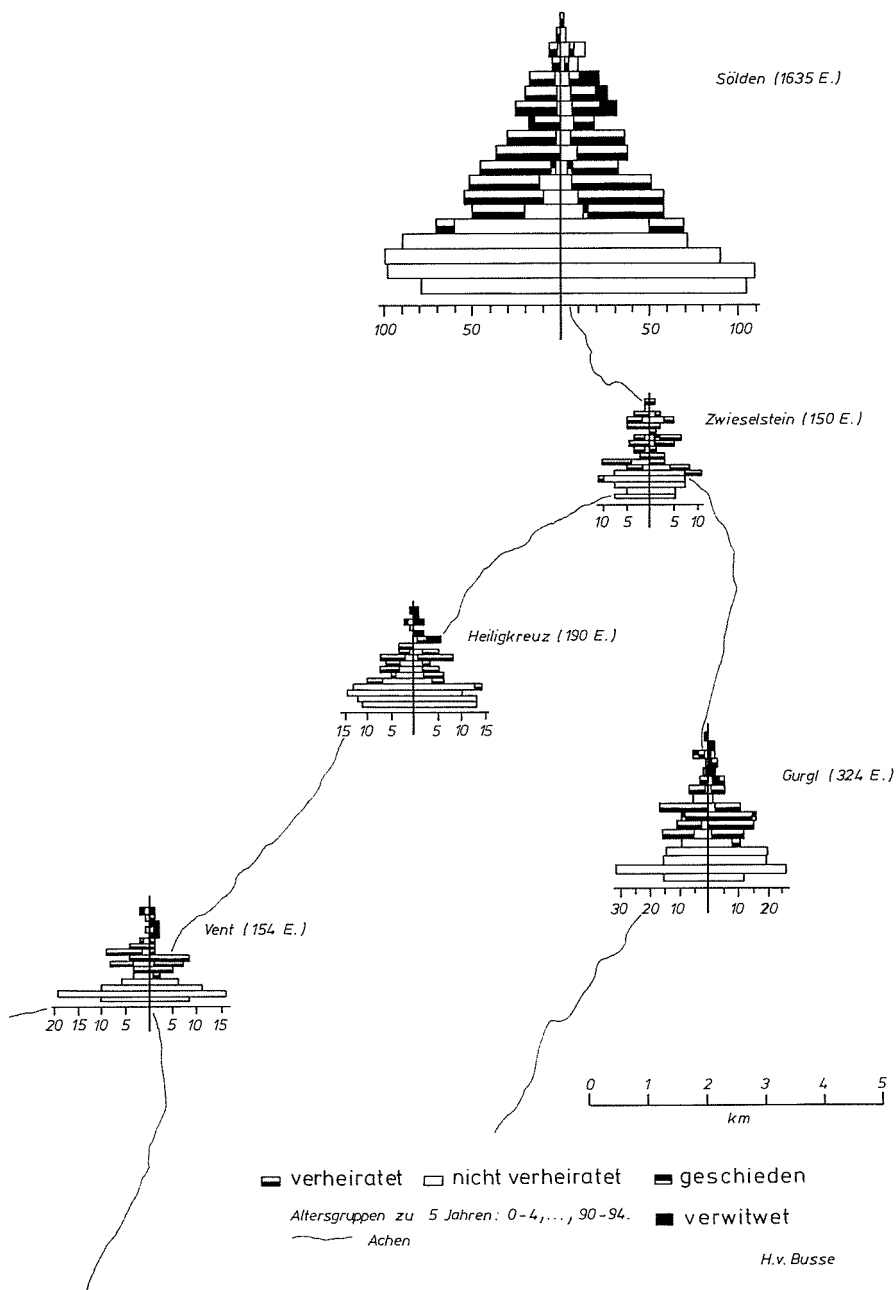 Sölden (1635 E.)
100 50 50 100
Zwieselstein (150 E.)
10 5 5 10
Heiligkreuz (190 E.)
15 10 5 5 10 15
Gurgl (324 E.)
30 20 10 10 20
Vent (154 E.)
20 15 10 5 5 10 15
0 1 2 3 4 5
km
verheiratet nicht verheiratet geschieden
Altersgruppen zu 5 Jahren: 0-4,..., 90-94. verwitwet
Achen
H.v. Busse